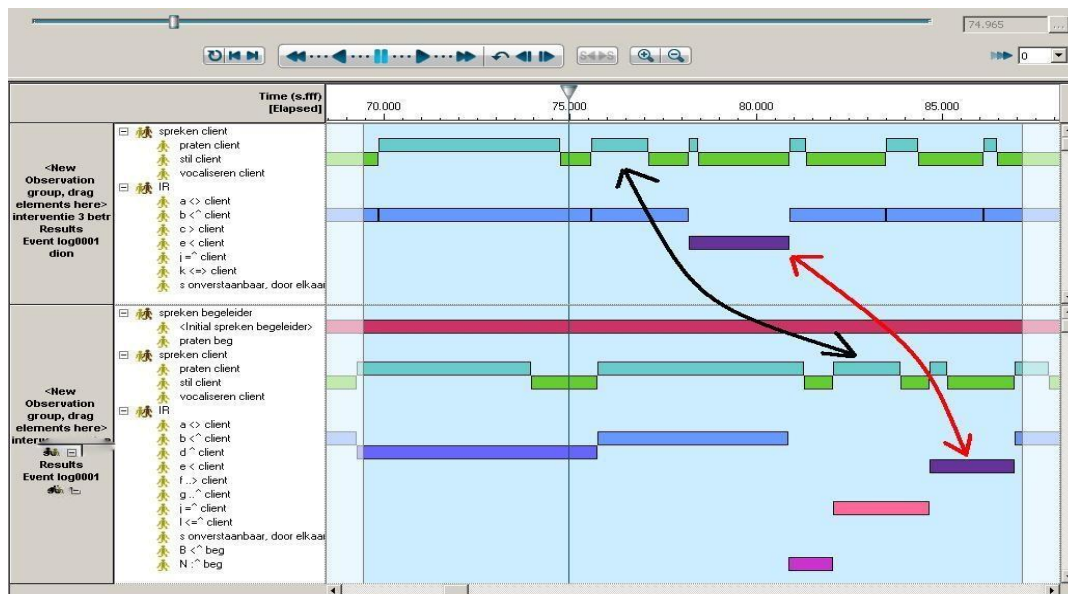 74.965
...
S S
0
Time (s.fff)
[Elapsed]
70.000
75.000
80.000
85.000
<New
Observation
group, drag
elements here>
interventie 3 betr
Results
Event log0001
dion
spreken client
praten client
stil client
vocaliseren client
IR
a <> client
b <^ client
c > client
e < client
j =^ client
k <=> client
s onverstaanbaar, door elkaar
<New
Observation
group, drag
elements here>
Results
Event log0001
spreken begeleider
<Initial spreken begeleider>
praten beg
spreken client
praten client
stil client
vocaliseren client
IR
a <> client
b <^ client
d ^ client
e < client
f ..> client
g ..^ client
j =^ client
l <=^ client
s onverstaanbaar, door elkaar
B <^ beg
N :^ beg